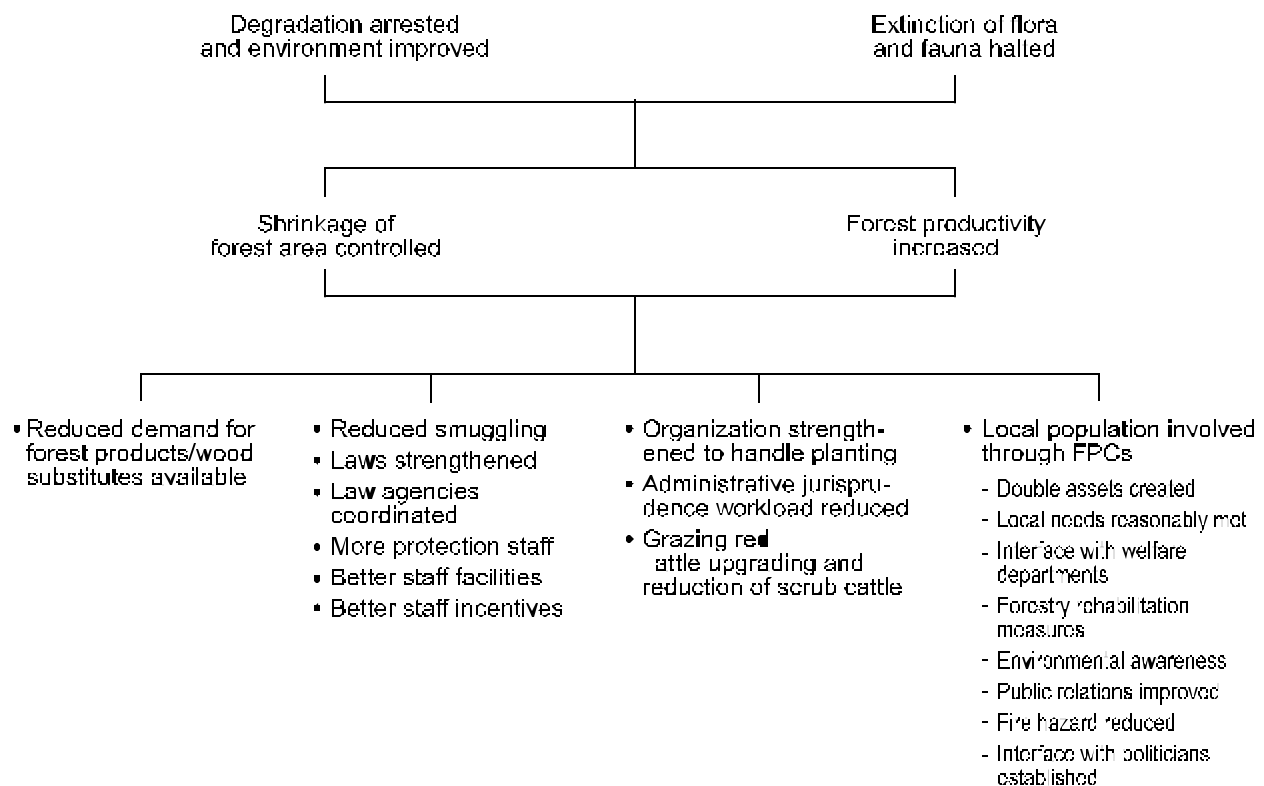 Degradation arrested
and environment improved
Extinction of flora
and fauna halted
Shrinkage of
forest area controlled
Forest productivity
increased
• Reduced demand for
forest products/wood
substitutes available
• Reduced smuggling
• Laws strengthened
• Law agencies
coordinated
• More protection staff
• Better staff facilities
• Better staff incentives
• Organization strength-
ened to handle planting
• Administrative jurispru-
dence workload reduced
• Grazing red
attle upgrading and
reduction of scrub cattle
• Local population involved
through FPCs
- Double assets created
- Local needs reasonably met
- Interface with welfare
departments
- Forestry rehabilitation
measures
- Environmental awareness
- Public relations improved
- Fire hazard reduced
- Interface with politicians
established